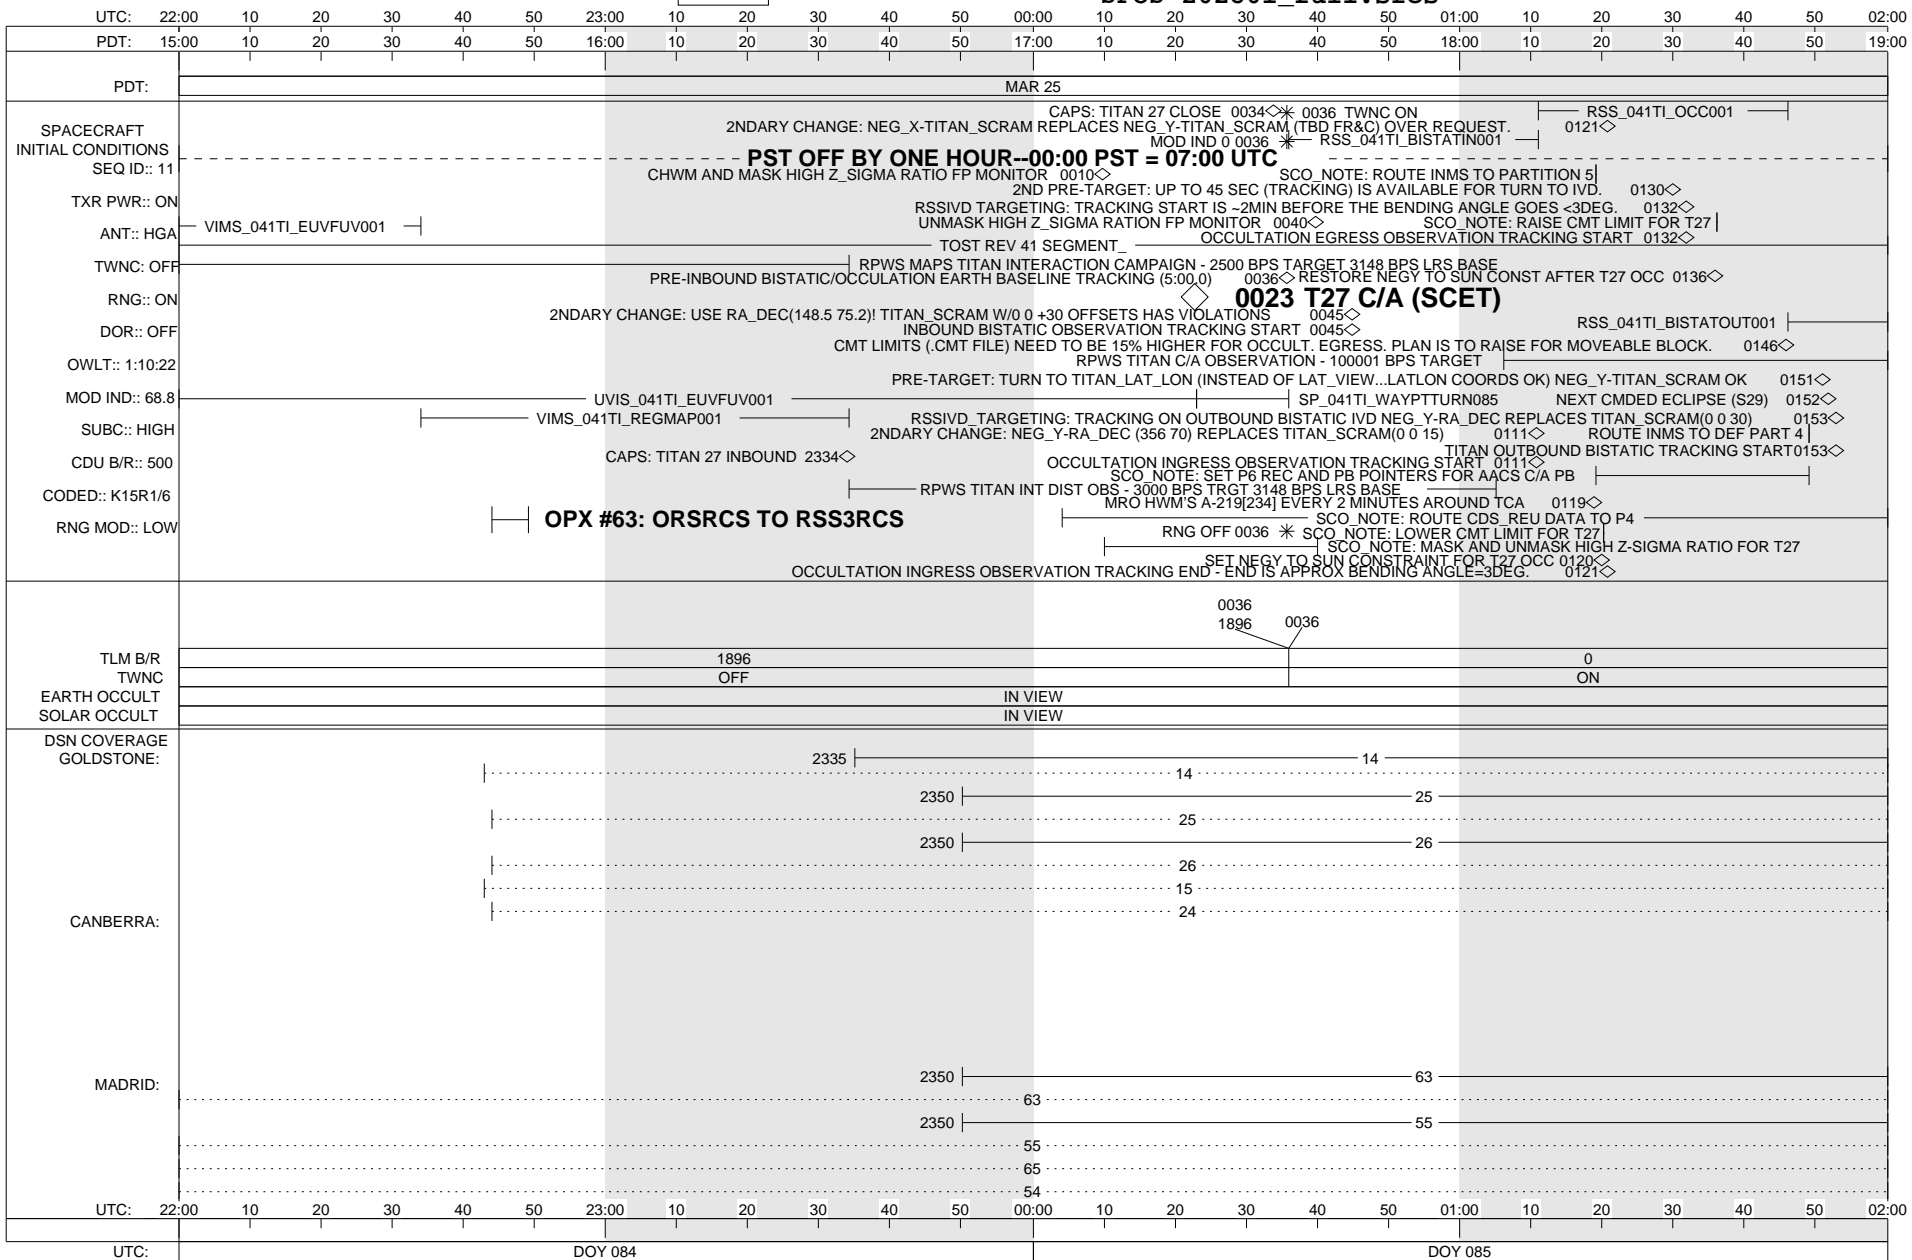 UTC: 22:00 10 20 30 40 50 23:00 10 20 30 40 50 00:00 10 20 30 40 50 01:00 10 20 30 40 50 02:00
PDT: 15:00 10 20 30 40 50 16:00 10 20 30 40 50 17:00 10 20 30 40 50 18:00 10 20 30 40 50 19:00
PDT: MAR 25
SPACECRAFT
INITIAL CONDITIONS
SEQ ID:: 11
TXR PWR:: ON
ANT:: HGA
TWNC: OFF
RNG:: ON
DOR:: OFF
OWLT:: 1:10:22
MOD IND:: 68.8
SUBC:: HIGH
CDU B/R:: 500
CODED:: K15R1/6
RNG MOD:: LOW
CAPS: TITAN 27 CLOSE 0034 0036 TWNC ON RSS_041TI_OCC001
2NDARY CHANGE: NEG_X-TITAN_SCRAM REPLACES NEG_Y-TITAN_SCRAM (TBD FR&C) OVER REQUEST. 0121
MOD IND 0 0036 RSS_041TI_BISTATIN001
PST OFF BY ONE HOUR--00:00 PST = 07:00 UTC
CHWM AND MASK HIGH Z_SIGMA RATIO FP MONITOR 0010 SCO_NOTE: ROUTE INMS TO PARTITION 5
2ND PRE-TARGET: UP TO 45 SEC (TRACKING) IS AVAILABLE FOR TURN TO IVD. 0130
RSSIVD TARGETING: TRACKING START IS ~2MIN BEFORE THE BENDING ANGLE GOES <3DEG. 0132
VIMS_041TI_EUVFUV001 UNMASK HIGH Z_SIGMA RATION FP MONITOR 0040 SCO_NOTE: RAISE CMT LIMIT FOR T27
OCCULTATION EGRESS OBSERVATION TRACKING START 0132
TOST REV 41 SEGMENT_
RPWS MAPS TITAN INTERACTION CAMPAIGN - 2500 BPS TARGET 3148 BPS LRS BASE
PRE-INBOUND BISTATIC/OCCULATION EARTH BASELINE TRACKING (5:00.0) 0036 RESTORE NEGY TO SUN CONST AFTER T27 OCC 0136
0023 T27 C/A (SCET)
2NDARY CHANGE: USE RA_DEC(148.5 75.2)! TITAN_SCRAM W/0 0 +30 OFFSETS HAS VIOLATIONS 0045
RSS_041TI_BISTATOUT001
INBOUND BISTATIC OBSERVATION TRACKING START 0045
CMT LIMITS (.CMT FILE) NEED TO BE 15% HIGHER FOR OCCULT. EGRESS. PLAN IS TO RAISE FOR MOVEABLE BLOCK. 0146
RPWS TITAN C/A OBSERVATION - 100001 BPS TARGET
PRE-TARGET: TURN TO TITAN_LAT_LON (INSTEAD OF LAT_VIEW...LATLON COORDS OK) NEG_Y-TITAN_SCRAM OK 0151
UVIS_041TI_EUVFUV001 SP_041TI_WAYPTTURN085 NEXT CMDED ECLIPSE (S29) 0152
VIMS_041TI_REGMAP001 RSSIVD_TARGETING: TRACKING ON OUTBOUND BISTATIC IVD NEG_Y-RA_DEC REPLACES TITAN_SCRAM(0 0 30) 0153
2NDARY CHANGE: NEG_Y-RA_DEC (356 70) REPLACES TITAN_SCRAM(0 0 15) 0111 ROUTE INMS TO DEF PART 4
TITAN OUTBOUND BISTATIC TRACKING START 0153
CAPS: TITAN 27 INBOUND 2334
OCCULTATION INGRESS OBSERVATION TRACKING START 0111
SCO_NOTE: SET P6 REC AND PB POINTERS FOR AACS C/A PB
RPWS TITAN INT DIST OBS - 3000 BPS TRGT 3148 BPS LRS BASE
MRO HWM'S A-219[234] EVERY 2 MINUTES AROUND TCA 0119
OPX #63: ORSRCS TO RSS3RCS SCO_NOTE: ROUTE CDS_REU DATA TO P4
RNG OFF 0036 SCO_NOTE: LOWER CMT LIMIT FOR T27
SCO_NOTE: MASK AND UNMASK HIGH Z-SIGMA RATIO FOR T27
SET NEGY TO SUN CONSTRAINT FOR T27 OCC 0120
OCCULTATION INGRESS OBSERVATION TRACKING END - END IS APPROX BENDING ANGLE=3DEG. 0121
0036
1896 0036
TLM B/R 1896 0
TWNC OFF ON
EARTH OCCULT IN VIEW
SOLAR OCCULT IN VIEW
DSN COVERAGE
GOLDSTONE: 2335 14
14
2350 25
25
2350 26
26
15
24
CANBERRA:
MADRID: 2350 63
63
2350 55
55
65
54
UTC: 22:00 10 20 30 40 50 23:00 10 20 30 40 50 00:00 10 20 30 40 50 01:00 10 20 30 40 50 02:00
UTC: DOY 084 DOY 085